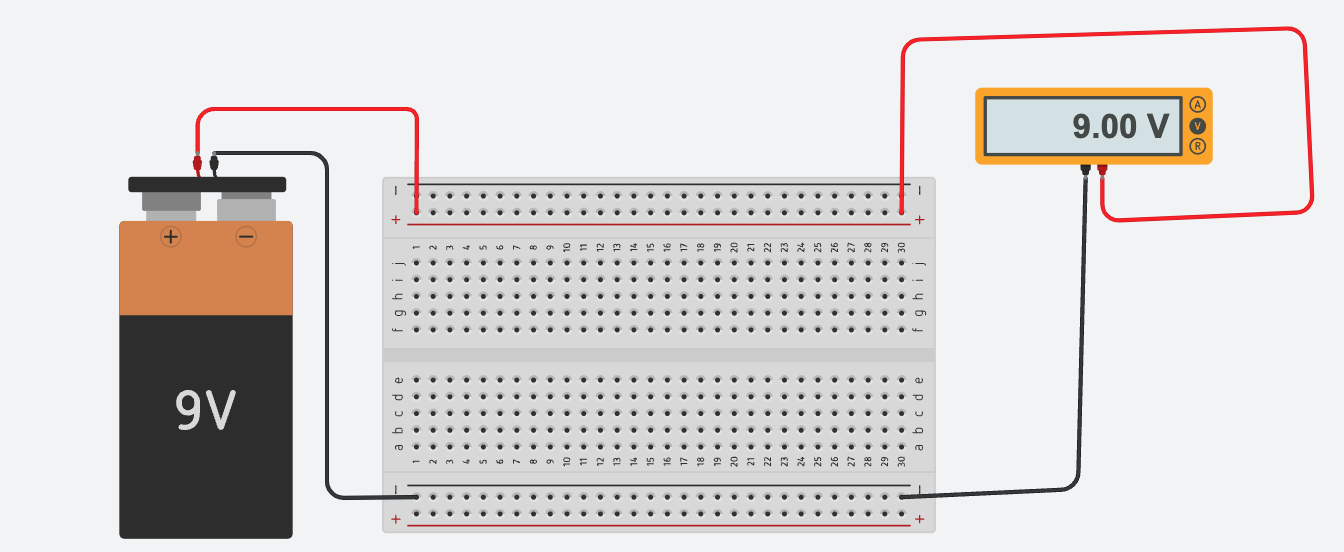 9.00 V
A
V
R
− −
+ +
+ −
1 2 3 4 5 6 7 8 9 10 11 12 13 14 15 16 17 18 19 20 21 22 23 24 25 26 27 28 29 30
j j
i i
h h
g g
f f
9V
e e
d d
c c
b b
a a
1 2 3 4 5 6 7 8 9 10 11 12 13 14 15 16 17 18 19 20 21 22 23 24 25 26 27 28 29 30
− −
+ +